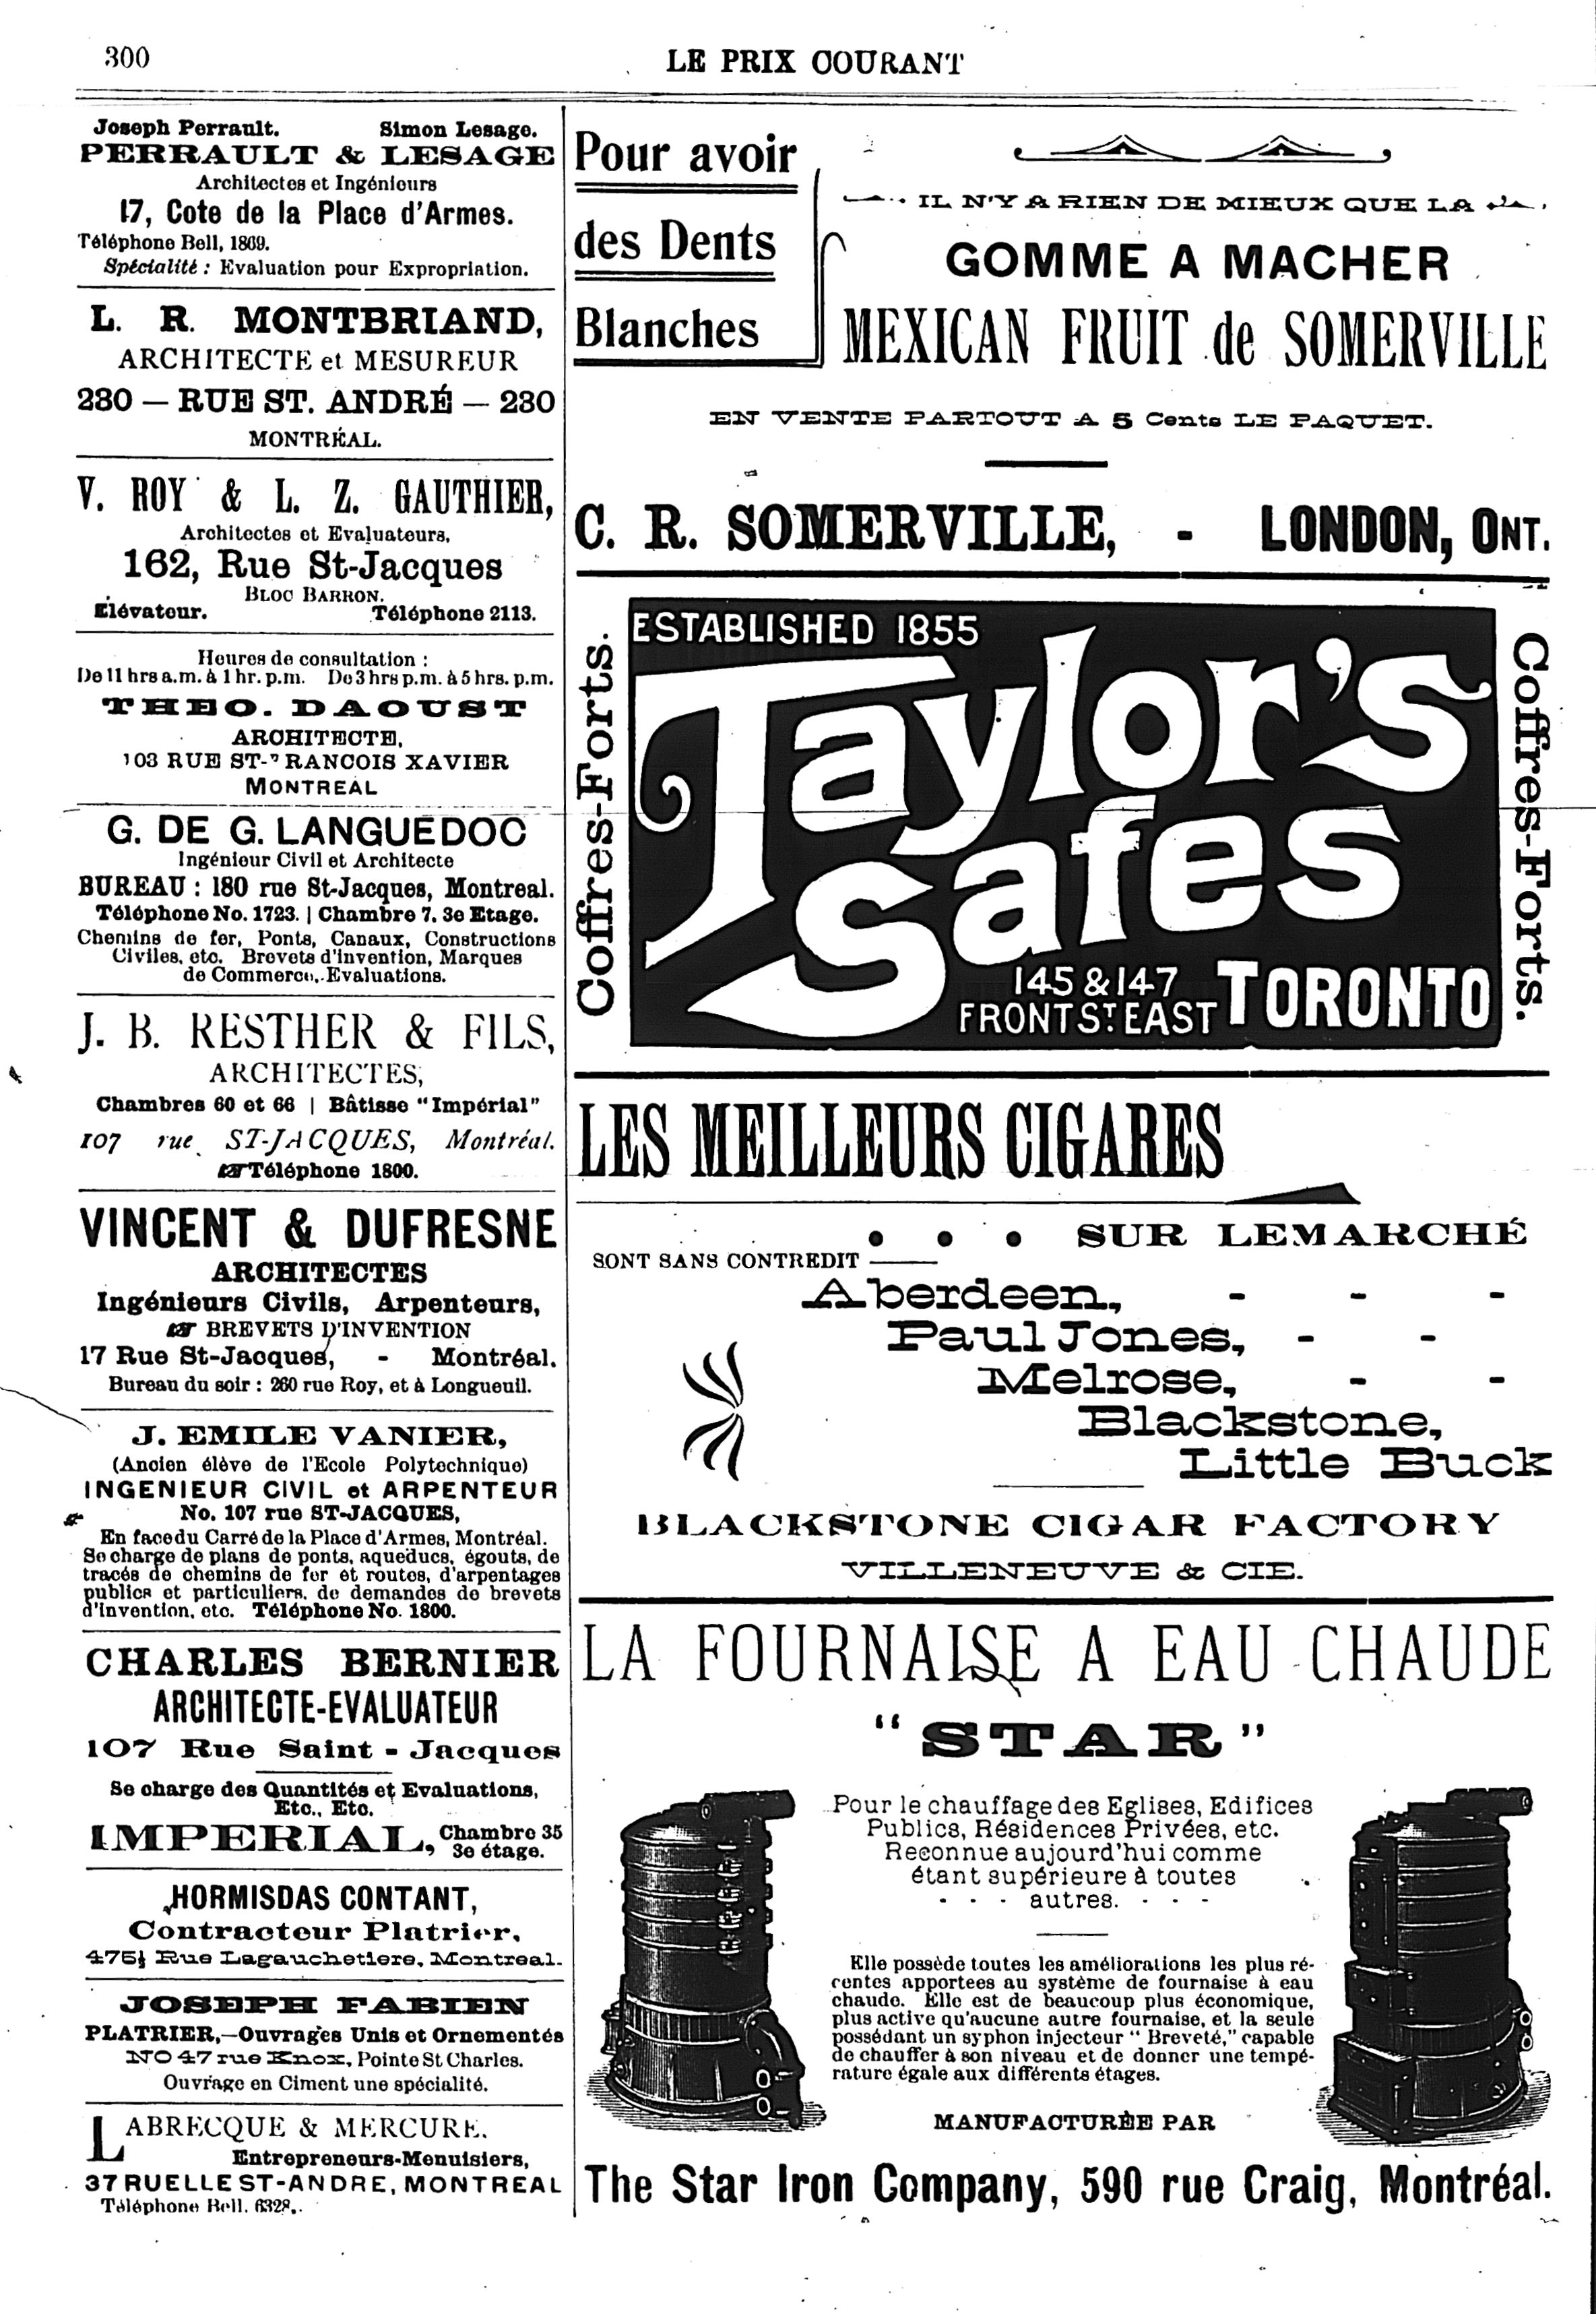 300
LE PRIX COURANT
Joseph Perrault. Simon Lesage.
PERRAULT & LESAGE
Architectes et Ingénieurs
17, Cote de la Place d'Armes.
Téléphone Bell, 1869.
Spécialité : Evaluation pour Expropriation.
L. R. MONTBRIAND,
ARCHITECTE et MESUREUR
230 — RUE ST. ANDRÉ — 230
MONTRÉAL.
V. ROY & L. Z. GAUTHIER,
Architectes et Evaluateurs,
162, Rue St-Jacques
BLOC BARRON.
Elévateur. Téléphone 2113.
Heures de consultation :
De 11 hrs a.m. à 1 hr. p.m. De 3 hrs p.m. à 5 hrs. p.m.
THEO. DAOUST
ARCHITECTE,
103 RUE ST-FRANCOIS XAVIER
MONTREAL
G. DE G. LANGUEDOC
Ingénieur Civil et Architecte
BUREAU : 180 rue St-Jacques, Montreal.
Téléphone No. 1723. | Chambre 7. 3e Etage.
Chemins de fer, Ponts, Canaux, Constructions
Civiles, etc. Brevets d'invention, Marques
de Commerce, Evaluations.
J. B. RESTHER & FILS,
ARCHITECTES,
Chambres 60 et 66 | Bâtisse "Impérial"
107 rue ST-JACQUES, Montréal.
Téléphone 1800.
VINCENT & DUFRESNE
ARCHITECTES
Ingénieurs Civils, Arpenteurs,
BREVETS D'INVENTION
17 Rue St-Jacques, - Montréal.
Bureau du soir : 260 rue Roy, et à Longueuil.
J. EMILE VANIER,
(Ancien élève de l'Ecole Polytechnique)
INGENIEUR CIVIL et ARPENTEUR
No. 107 rue ST-JACQUES,
En face du Carré de la Place d'Armes, Montréal.
Se charge de plans de ponts, aqueducs, égouts, de
tracés de chemins de fer et routes, d'arpentages
publics et particuliers, de demandes de brevets
d'invention, etc. Téléphone No. 1800.
CHARLES BERNIER
ARCHITECTE-EVALUATEUR
107 Rue Saint - Jacques
Se charge des Quantités et Evaluations,
Etc., Etc.
IMPERIAL, Chambre 35
3e étage.
HORMISDAS CONTANT,
Contracteur Platrier,
475½ Rue Lagauchetiere, Montreal.
JOSEPH FABIEN
PLATRIER,—Ouvrages Unis et Ornementés
NO 47 rue Knox, Pointe St Charles.
Ouvrage en Ciment une spécialité.
LABRECQUE & MERCURE.
Entrepreneurs-Menuisiers,
37 RUELLE ST-ANDRE, MONTREAL
Téléphone Bell. 6328.
Pour avoir
des Dents
Blanches
IL N'Y A RIEN DE MIEUX QUE LA
GOMME A MACHER
MEXICAN FRUIT de SOMERVILLE
EN VENTE PARTOUT A 5 Cents LE PAQUET.
C. R. SOMERVILLE, - LONDON, ONT.
Coffres-Forts.
ESTABLISHED 1855
Taylor's
Safes
145 & 147
FRONT ST. EAST TORONTO
Coffres-Forts.
LES MEILLEURS CIGARES
SUR LE MARCHÉ
SONT SANS CONTREDIT
Aberdeen, - - -
Paul Jones, - -
Melrose, - -
Blackstone,
Little Buck
BLACKSTONE CIGAR FACTORY
VILLENEUVE & CIE.
LA FOURNAISE A EAU CHAUDE
"STAR"
Pour le chauffage des Eglises, Edifices
Publics, Résidences Privées, etc.
Reconnue aujourd'hui comme
étant supérieure à toutes
- - - autres. - - -
Elle possède toutes les améliorations les plus ré-
centes apportees au système de fournaise à eau
chaude. Elle est de beaucoup plus économique,
plus active qu'aucune autre fournaise, et la seule
possédant un syphon injecteur " Breveté," capable
de chauffer à son niveau et de donner une tempé-
rature égale aux différents étages.
MANUFACTURÈE PAR
The Star Iron Company, 590 rue Craig, Montréal.